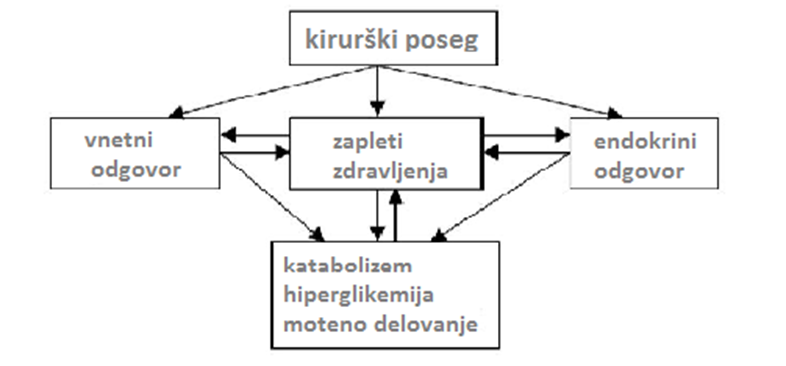 kirurški poseg
vnetni
odgovor
zapleti
zdravljenja
endokrini
odgovor
katabolizem
hiperglikemija
moteno delovanje